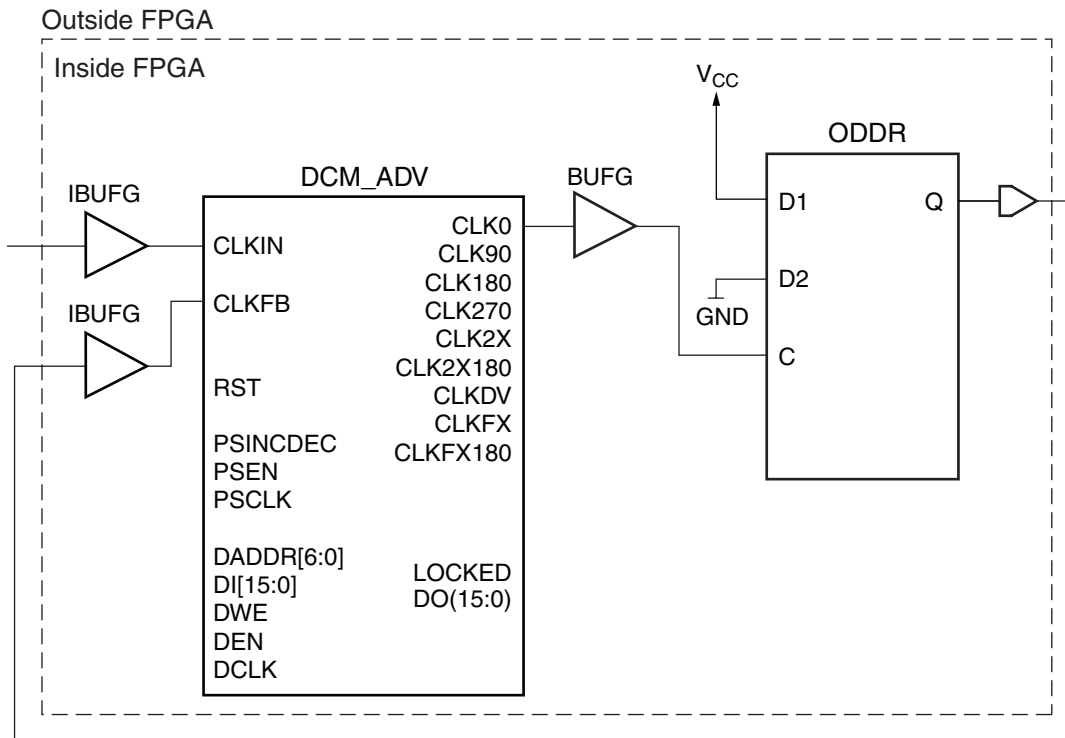 Outside FPGA
Inside FPGA
IBUFG
IBUFG
DCM_ADV
CLKIN
CLKFB
RST
PSINCDEC
PSEN
PSCLK
DADDR[6:0]
DI[15:0]
DWE
DEN
DCLK
CLK0
CLK90
CLK180
CLK270
CLK2X
CLK2X180
CLKDV
CLKFX
CLKFX180
LOCKED
DO(15:0)
BUFG
VCC
GND
ODDR
D1
D2
C
Q